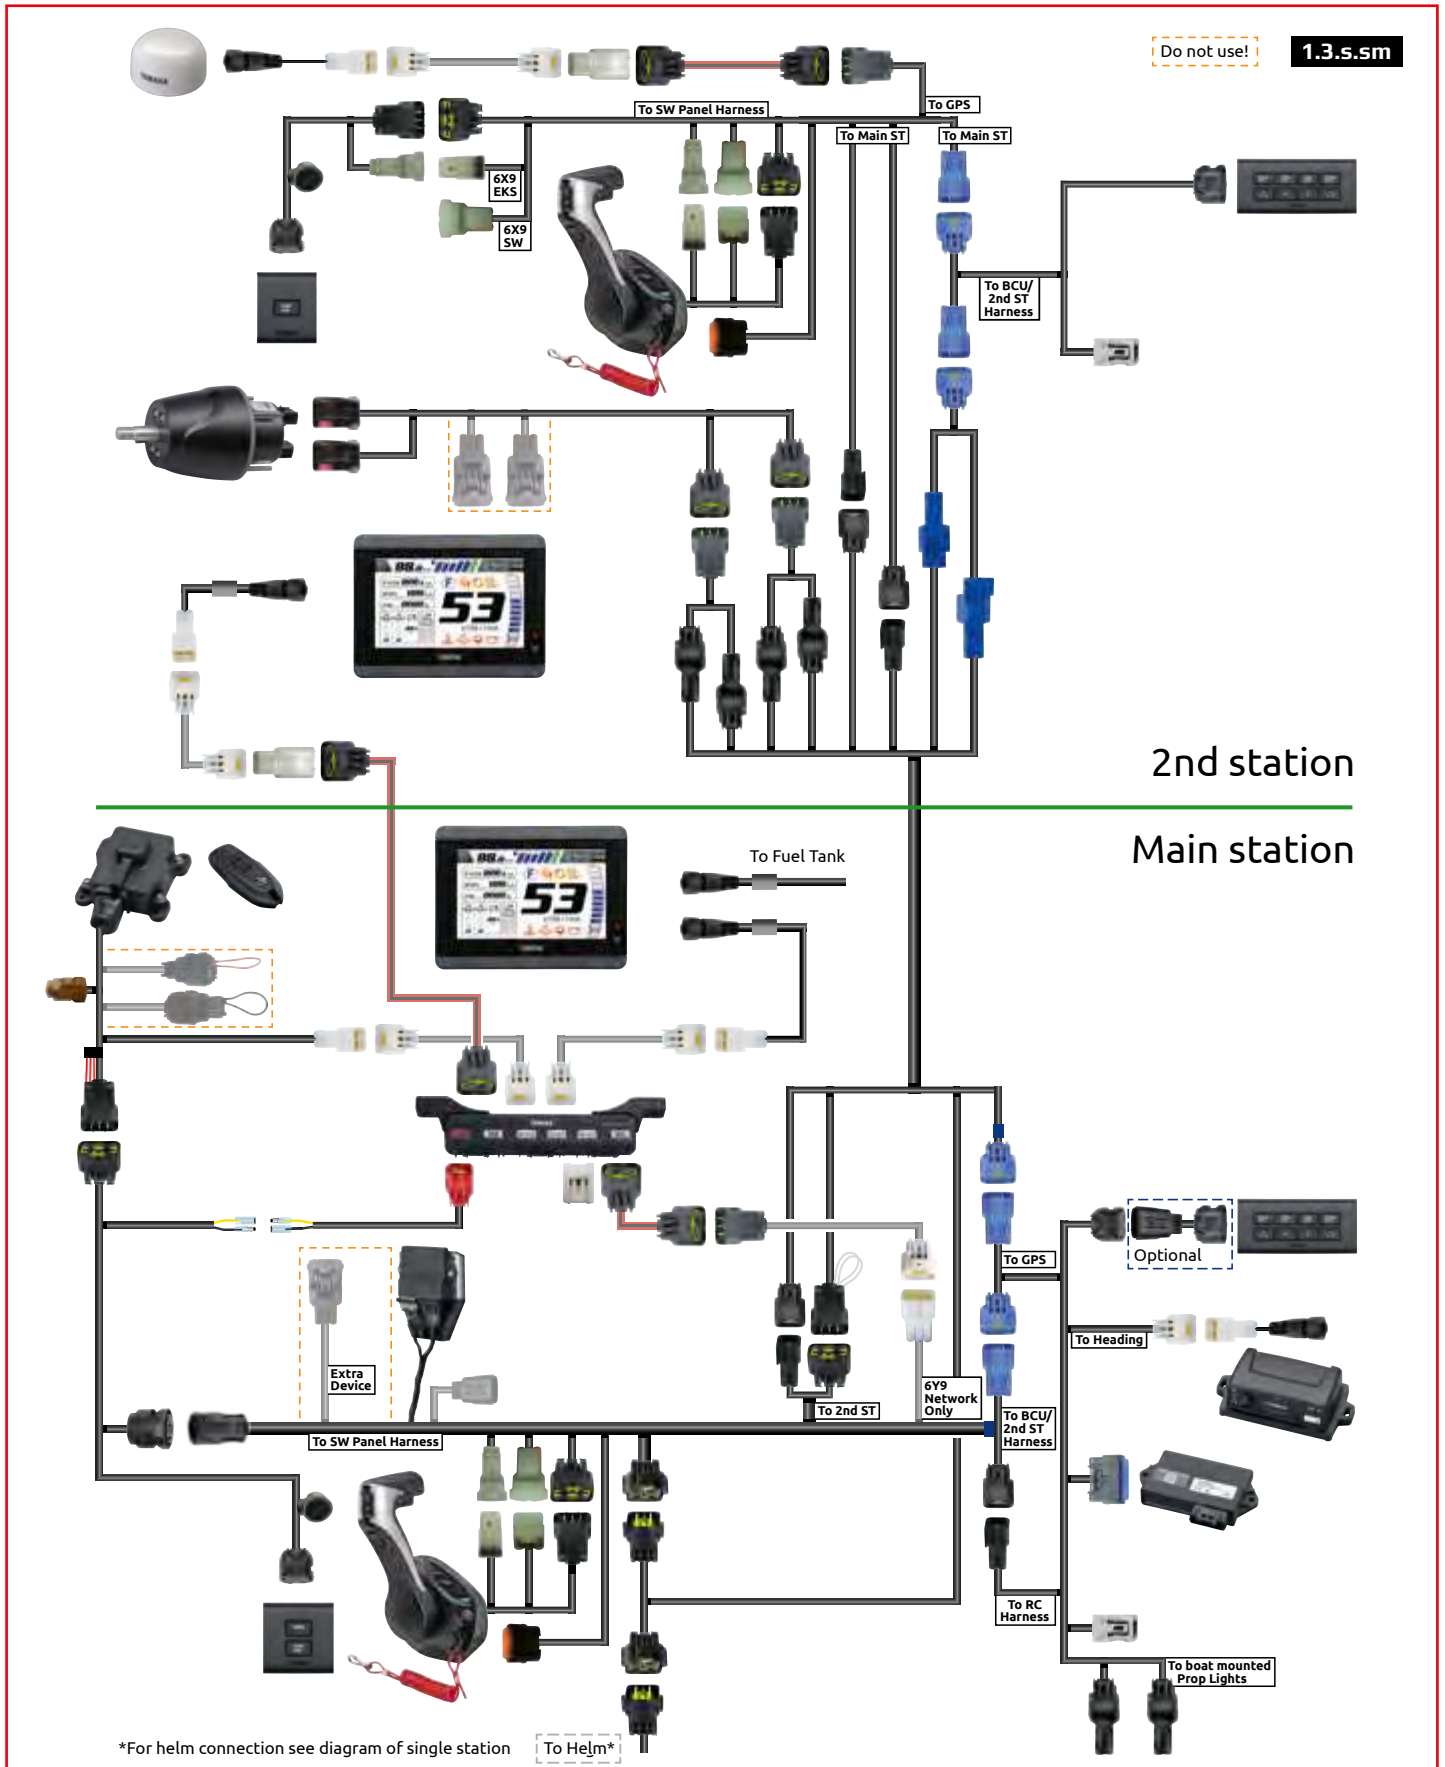 Do not use!
1.3.s.sm
YAMAHA
To GPS
To SW Panel Harness
To Main ST
To Main ST
6X9
EKS
6X9
SW
To BCU/
2nd ST
Harness
53
2nd station
Main station
To Fuel Tank
53
Optional
To GPS
To Heading
Extra
Device
6Y9
Network
Only
To 2nd ST
To BCU/
2nd ST
Harness
To SW Panel Harness
To RC
Harness
To boat mounted
Prop Lights
*For helm connection see diagram of single station
To Helm*